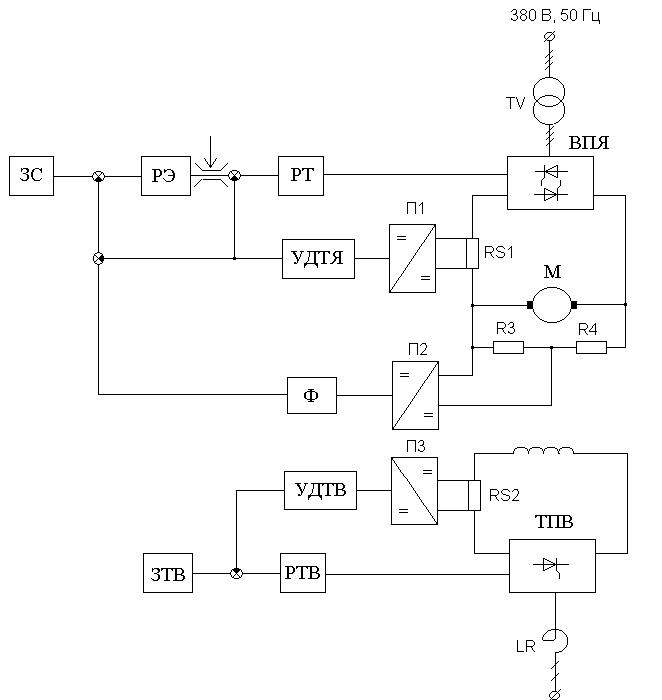 380 В, 50 Гц
TV
ВПЯ
ЗС
РЭ
РТ
П1
УДТЯ
RS1
М
R3
R4
П2
Ф
П3
УДТВ
RS2
ТПВ
ЗТВ
РТВ
LR